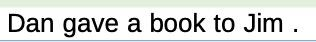 Dan gave a book to Jim .